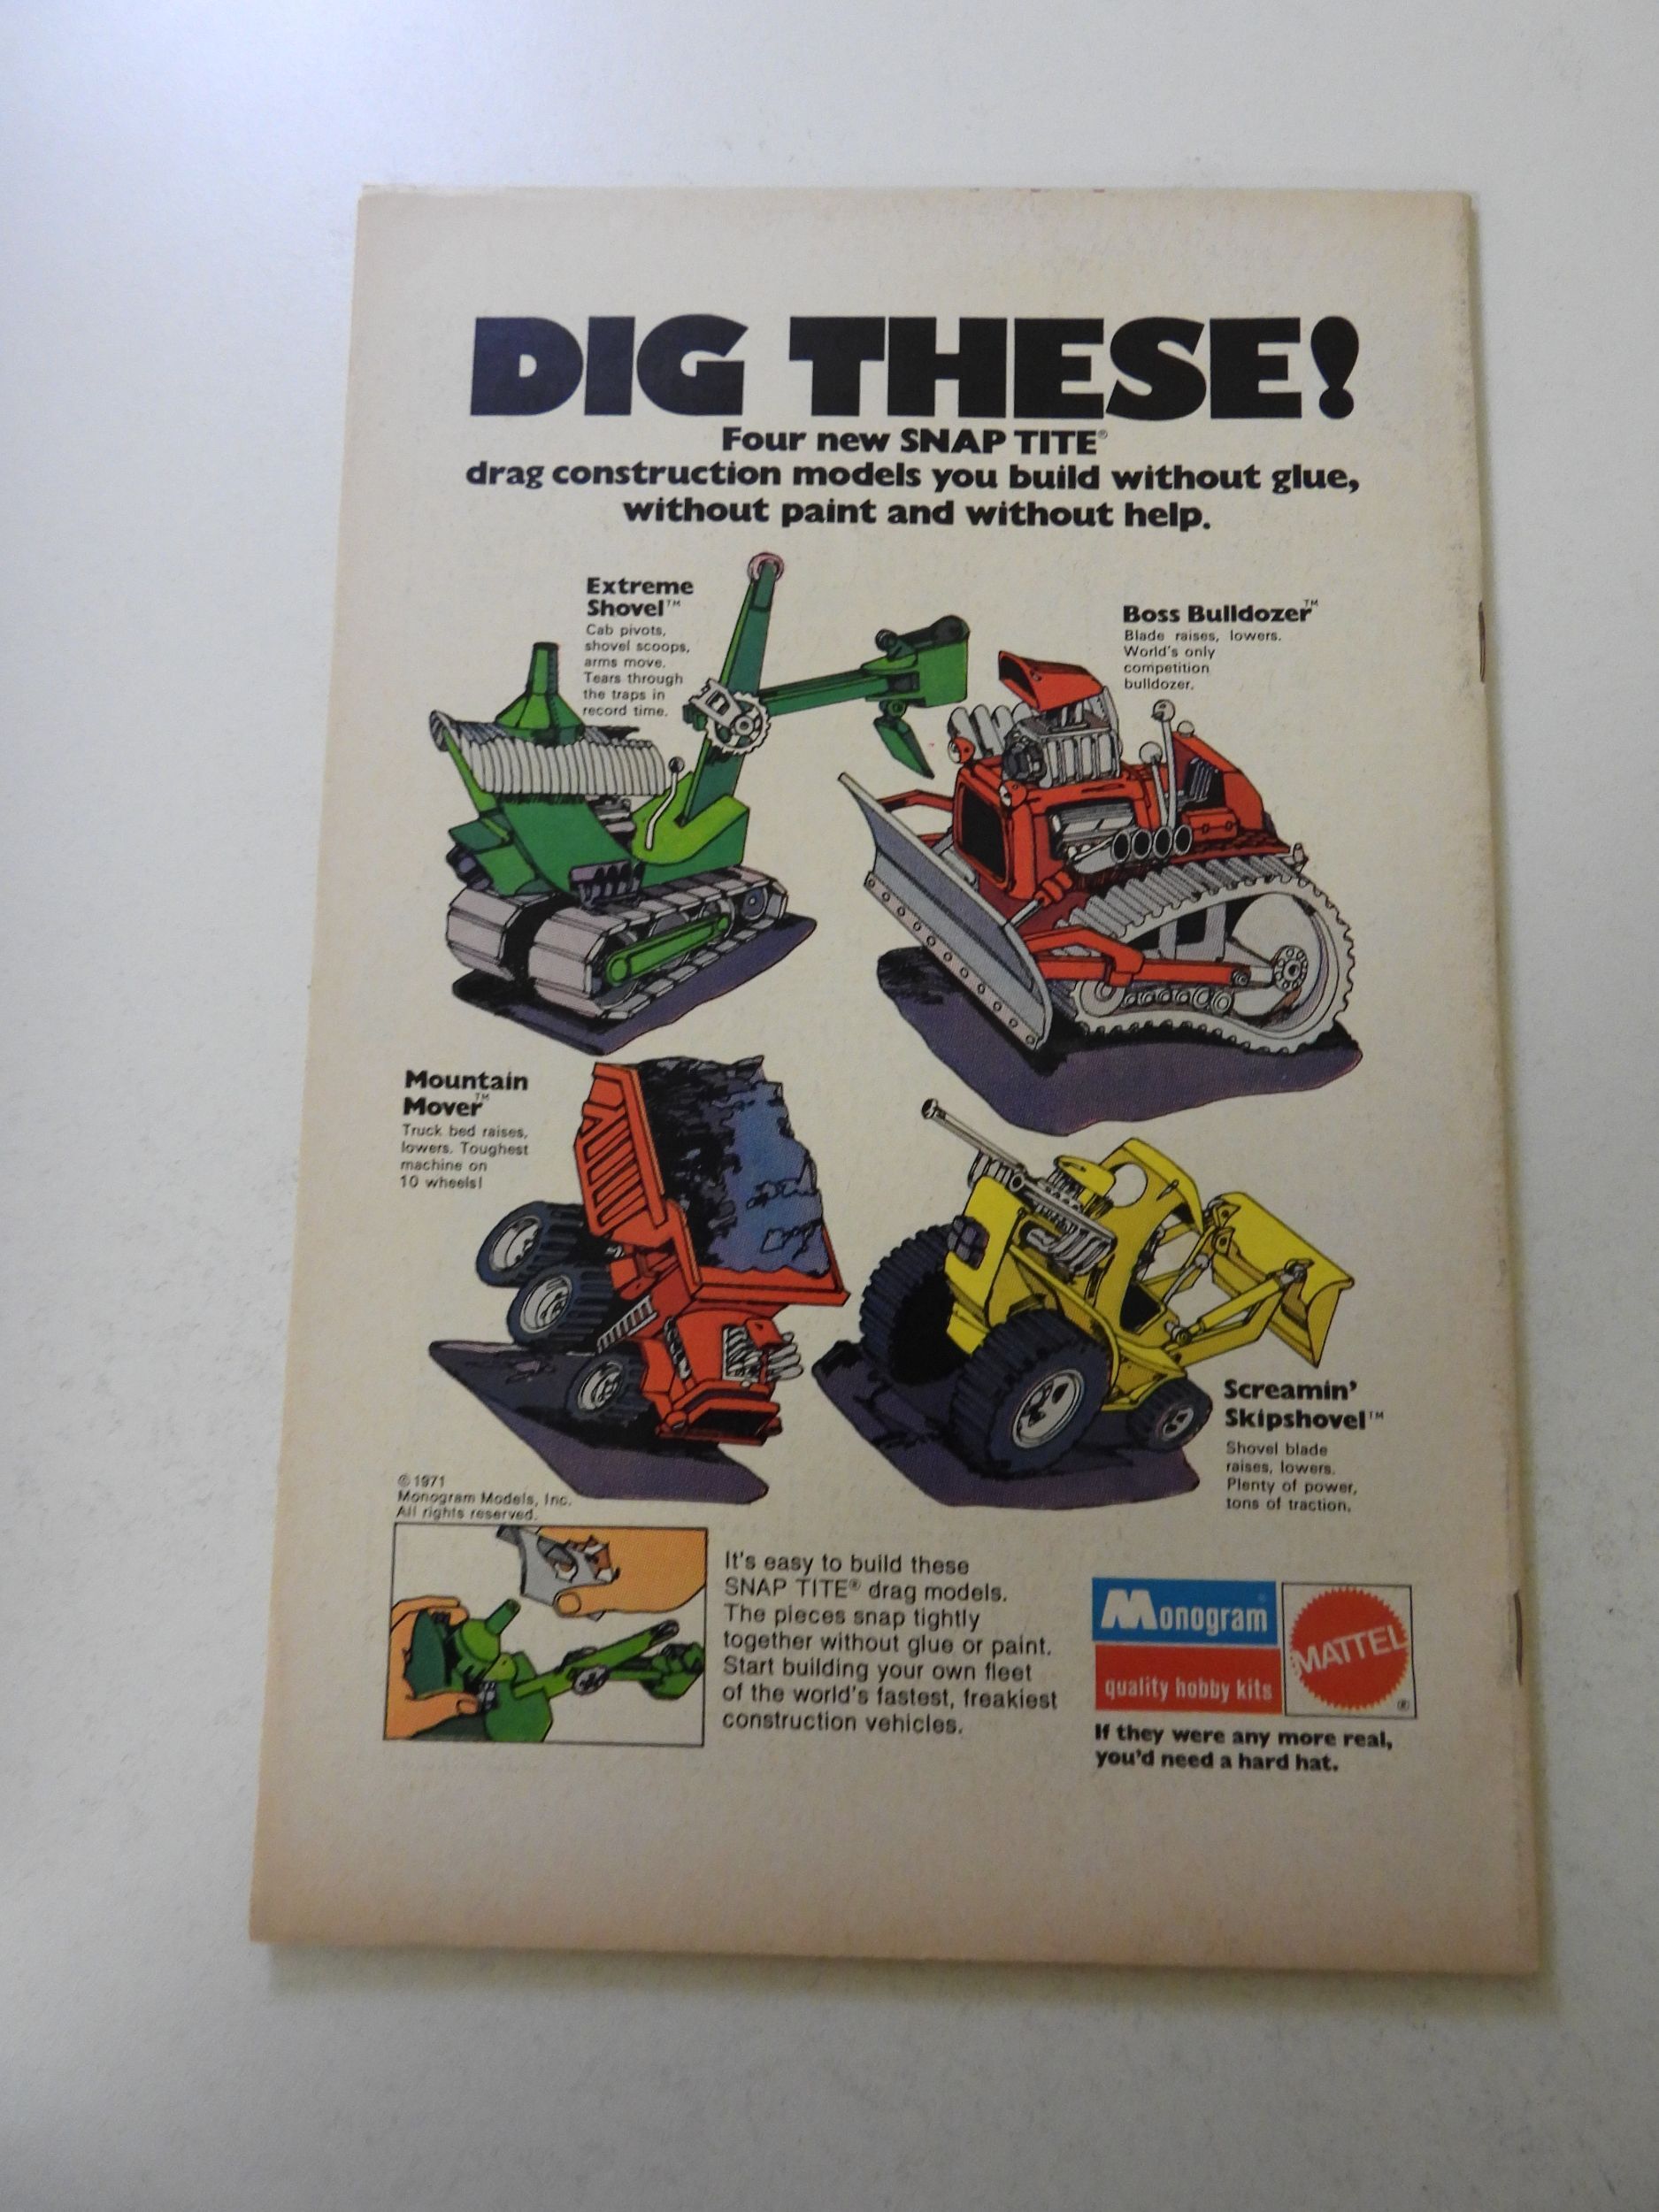 DIG THESE!
Four new SNAP TITE®
drag construction models you build without glue,
without paint and without help.
Extreme
Shovel™
Cab pivots,
shovel scoops,
arms move.
Tears through
the traps in
record time.
Boss Bulldozer™
Blade raises, lowers.
World's only
competition
bulldozer.
Mountain
Mover™
Truck bed raises,
lowers. Toughest
machine on
10 wheels!
Screamin'
Skipshovel™
Shovel blade
raises, lowers.
Plenty of power,
tons of traction.
© 1971
Monogram Models, Inc.
All rights reserved.
It's easy to build these
SNAP TITE® drag models.
The pieces snap tightly
together without glue or paint.
Start building your own fleet
of the world's fastest, freakiest
construction vehicles.
Monogram
quality hobby kits
MATTEL
®
If they were any more real,
you'd need a hard hat.